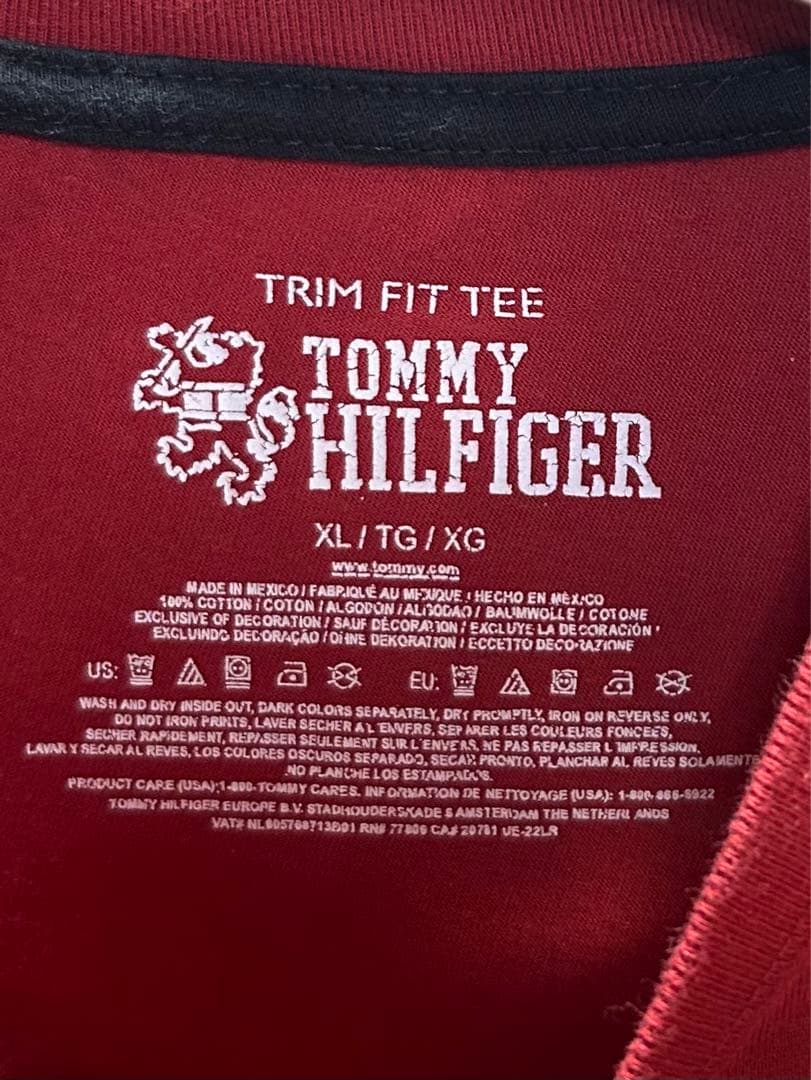 TRIM FIT TEE
TOMMY
HILFIGER
XL / TG / XG
www.tommy.com
MADE IN MEXICO / FABRIQUÉ AU MEXIQUE / HECHO EN MÉXICO
100% COTTON / COTON / ALGODÓN / ALGODÃO / BAUMWOLLE / COTONE
EXCLUSIVE OF DECORATION / SAUF DÉCORATION / EXCLUYE LA DECORACIÓN
EXCLUINDO DECORAÇÃO / OHNE DEKORATION / ECCETTO DECORAZIONE
US: EU:
WASH AND DRY INSIDE OUT, DARK COLORS SEPARATELY, DRY PROMPTLY, IRON ON REVERSE ONLY,
DO NOT IRON PRINTS, LAVER SECHER A L'ENVERS, SEPARER LES COULEURS FONCEES,
SECHER RAPIDEMENT, REPASSER SEULEMENT SUR L'ENVERS, NE PAS REPASSER L'IMPRESSION.
LAVAR Y SECAR AL REVES, LOS COLORES OSCUROS SEPARADO, SECAR PRONTO, PLANCHAR AL REVES SOLAMENTE
NO PLANCHE LOS ESTAMPADOS.
PRODUCT CARE (USA):1-800-TOMMY CARES. INFORMATION DE NETTOYAGE (USA): 1-800-866-6922
TOMMY HILFIGER EUROPE B.V. STADHOUDERSKADE 6 AMSTERDAM THE NETHERLANDS
RN# 77806 CA# 20781 UE-22LR